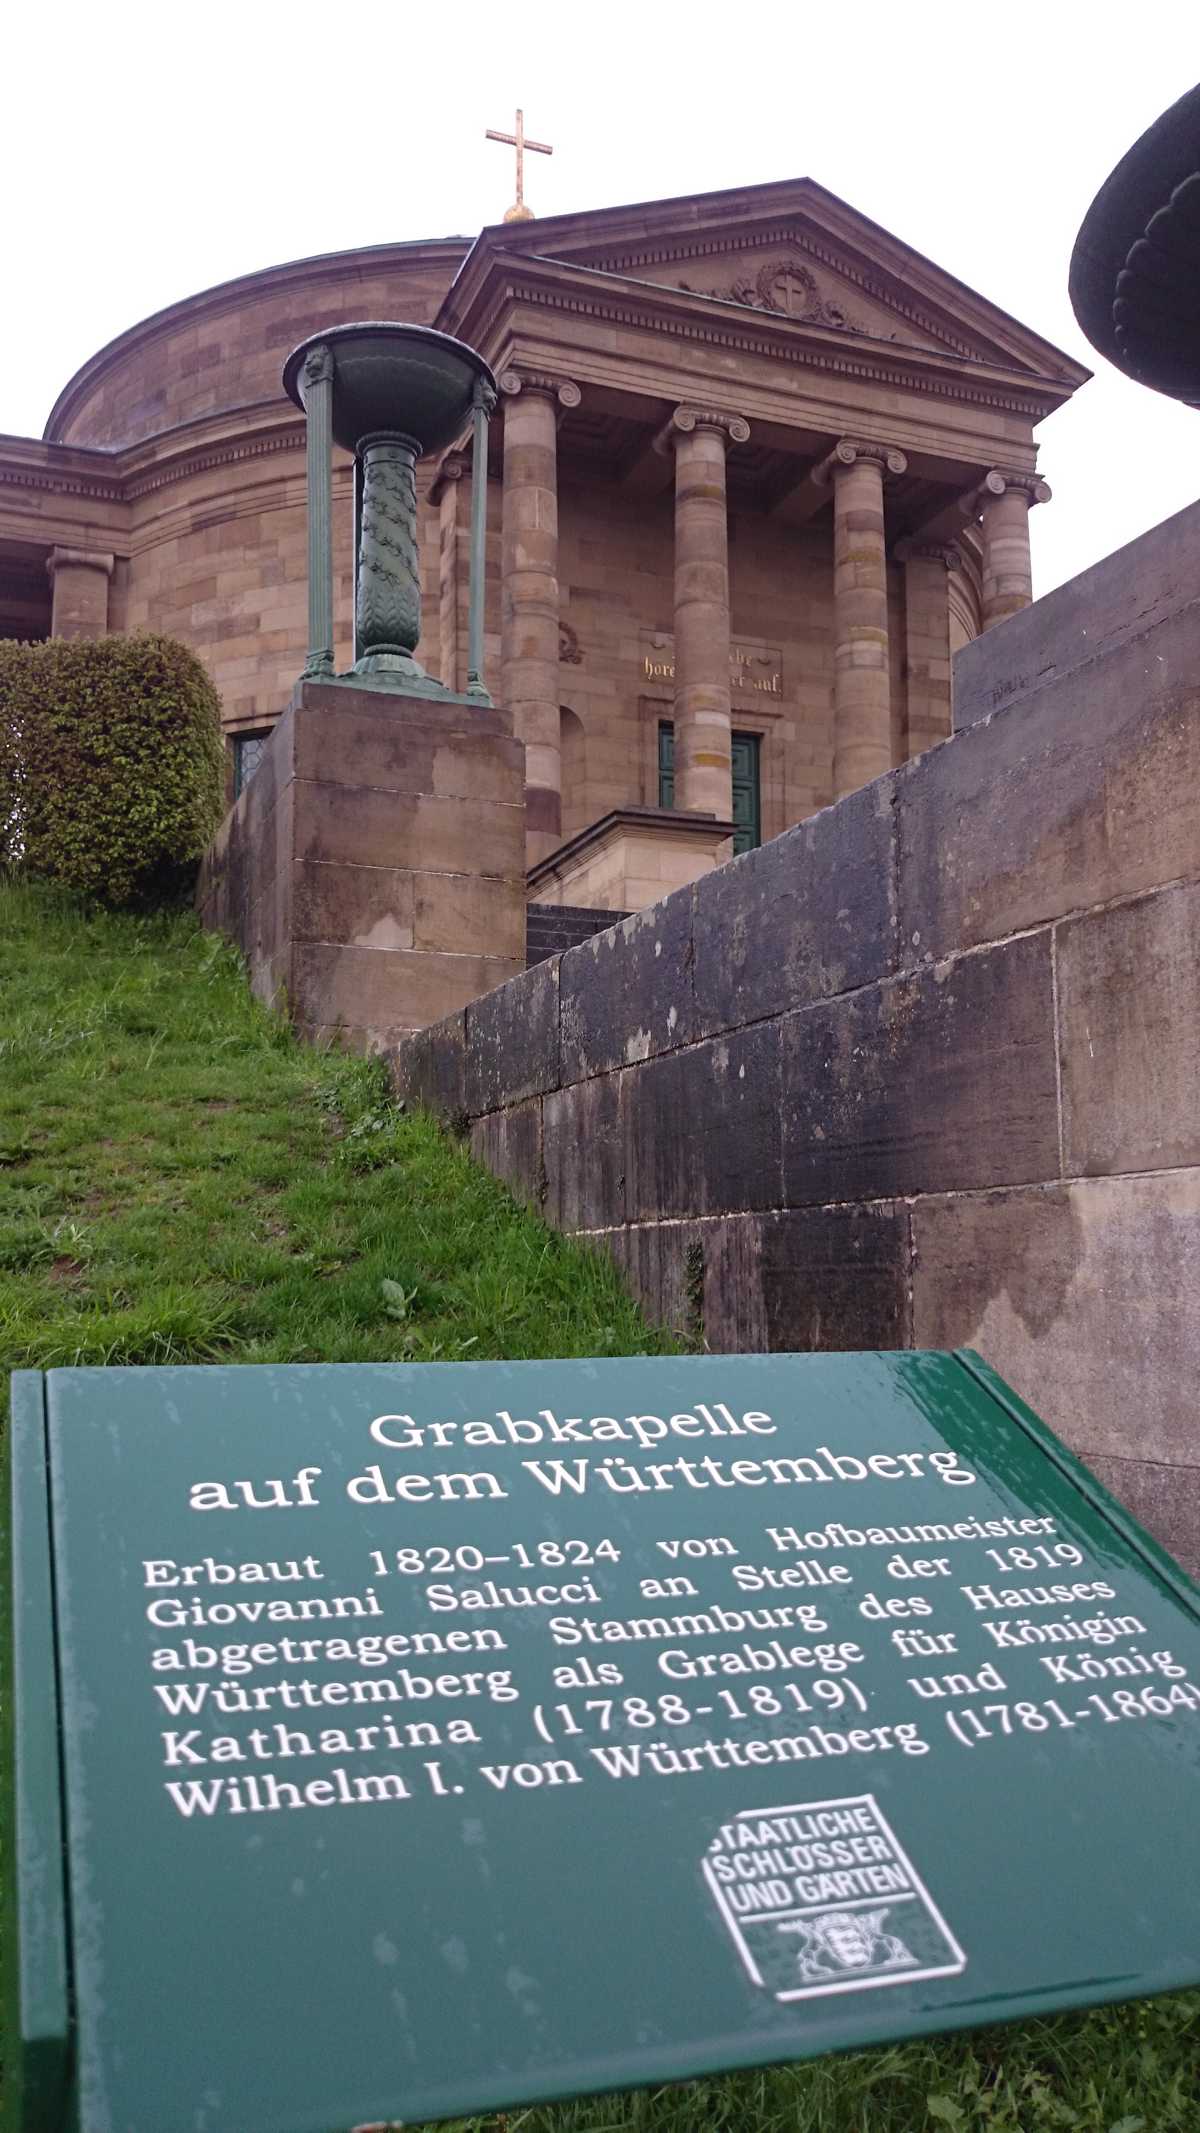 hore
auf.
Grabkapelle
auf dem Württemberg
Erbaut 1820–1824 von Hofbaumeister
Giovanni Salucci an Stelle der 1819
abgetragenen Stammburg des Hauses
Württemberg als Grablege für Königin
Katharina (1788-1819) und König
Wilhelm I. von Württemberg (1781-1864)
STAATLICHE
SCHLÖSSER
UND GÄRTEN